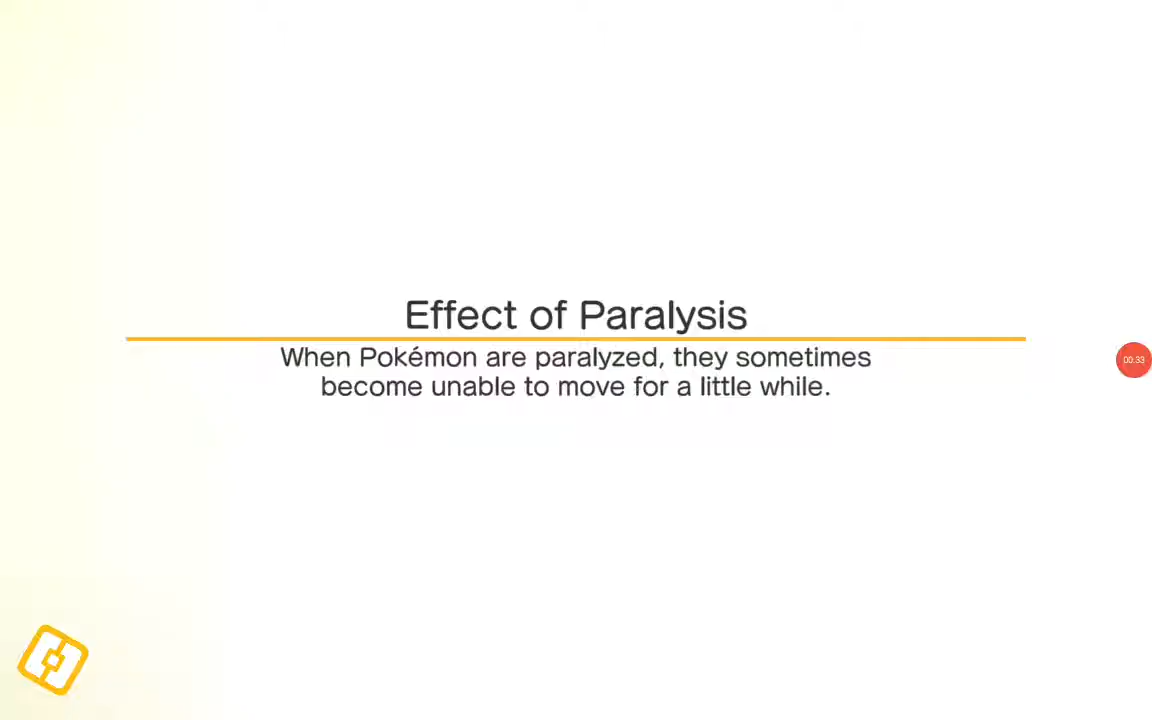 Effect of Paralysis
When Pokémon are paralyzed, they sometimes
become unable to move for a little while.
00:33